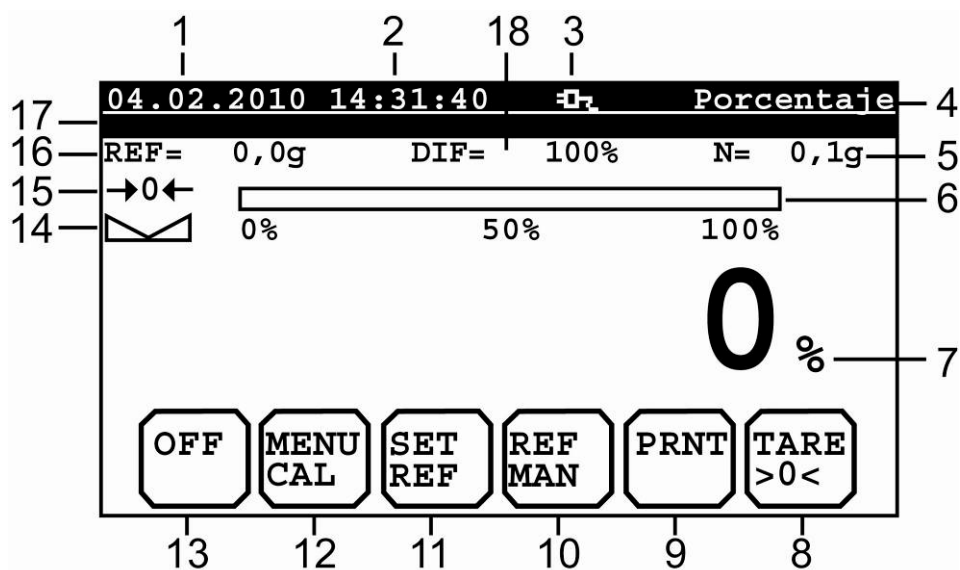 1 2 18 3
04.02.2010 14:31:40 Porcentaje 4
17
16 REF= 0,0g DIF= 100% N= 0,1g 5
15 →0← 6
14 0% 50% 100%
0 % 7
OFF MENU SET REF PRNT TARE
CAL REF MAN >0<
13 12 11 10 9 8